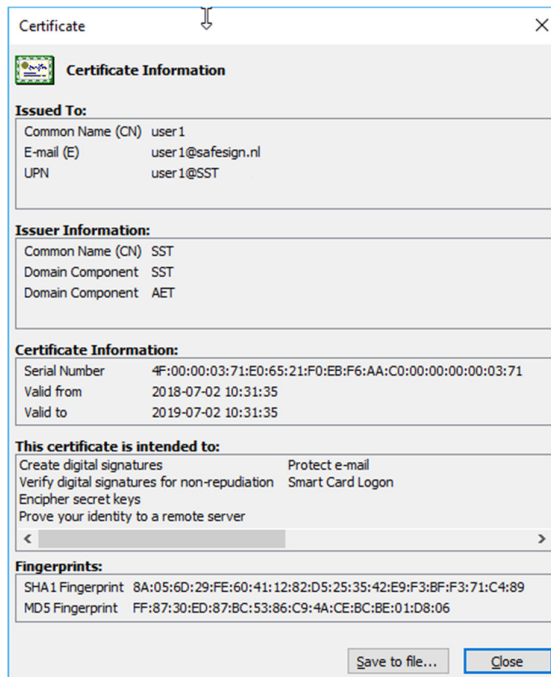 Certificate
Certificate Information
Issued To:
Common Name (CN) user1
E-mail (E) user1@safesign.nl
UPN user1@SST
Issuer Information:
Common Name (CN) SST
Domain Component SST
Domain Component AET
Certificate Information:
Serial Number 4F:00:00:03:71:E0:65:21:F0:EB:F6:AA:C0:00:00:00:00:03:71
Valid from 2018-07-02 10:31:35
Valid to 2019-07-02 10:31:35
This certificate is intended to:
Create digital signatures Protect e-mail
Verify digital signatures for non-repudiation Smart Card Logon
Encipher secret keys
Prove your identity to a remote server
Fingerprints:
SHA1 Fingerprint 8A:05:6D:29:FE:60:41:12:82:D5:25:35:42:E9:F3:BF:F3:71:C4:89
MD5 Fingerprint FF:87:30:ED:87:BC:53:86:C9:4A:CE:BC:BE:01:D8:06
Save to file... Close